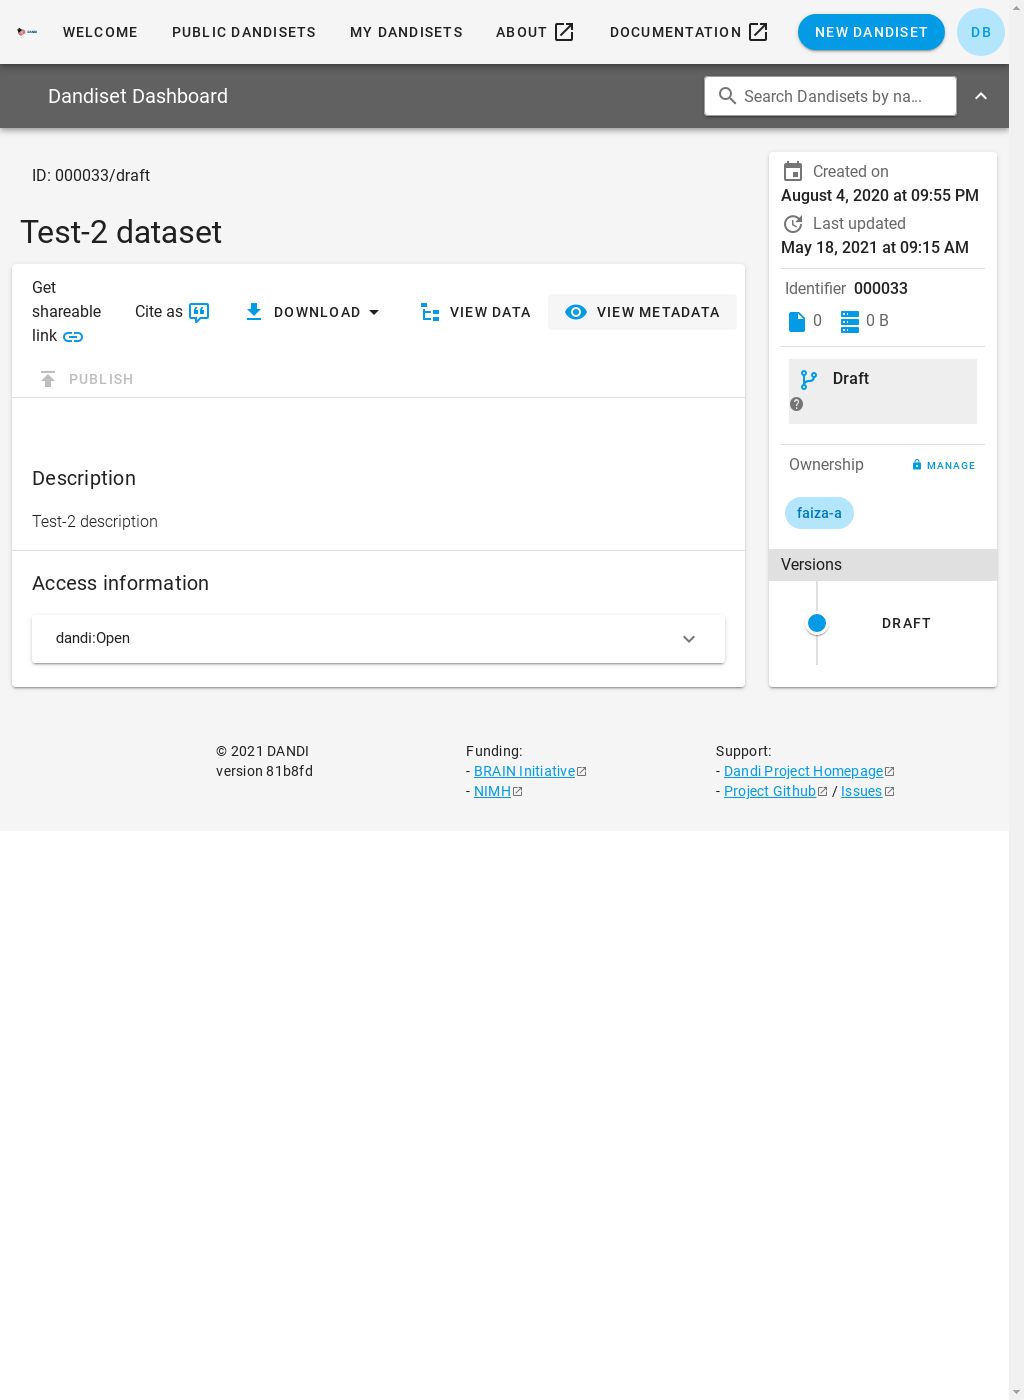 WELCOME
PUBLIC DANDISETS
MY DANDISETS
ABOUT
DOCUMENTATION
NEW DANDISET
DB
Dandiset Dashboard
Search Dandisets by na...
ID: 000033/draft
Test-2 dataset
Get
shareable
link
Cite as
DOWNLOAD
VIEW DATA
VIEW METADATA
PUBLISH
Description
Test-2 description
Access information
dandi:Open
Created on
August 4, 2020 at 09:55 PM
Last updated
May 18, 2021 at 09:15 AM
Identifier 000033
0
0 B
Draft
Ownership
MANAGE
faiza-a
Versions
DRAFT
© 2021 DANDI
version 81b8fd
Funding:
- BRAIN Initiative
- NIMH
Support:
- Dandi Project Homepage
- Project Github / Issues